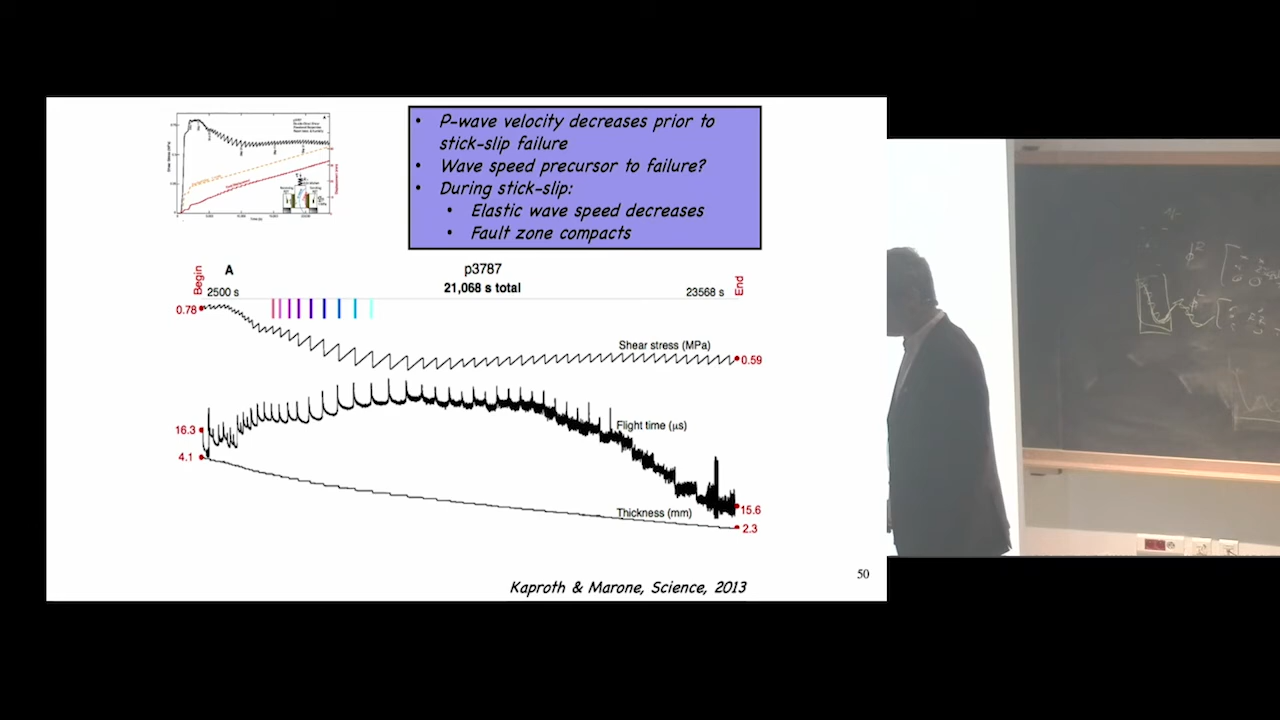 • P-wave velocity decreases prior to
stick-slip failure
• Wave speed precursor to failure?
• During stick-slip:
• Elastic wave speed decreases
• Fault zone compacts
A
p3787
21,068 s total
Begin
End
2500 s
23568 s
0.78
Shear stress (MPa)
0.59
16.3
Flight time (μs)
4.1
Thickness (mm)
15.6
2.3
50
Kaproth & Marone, Science, 2013